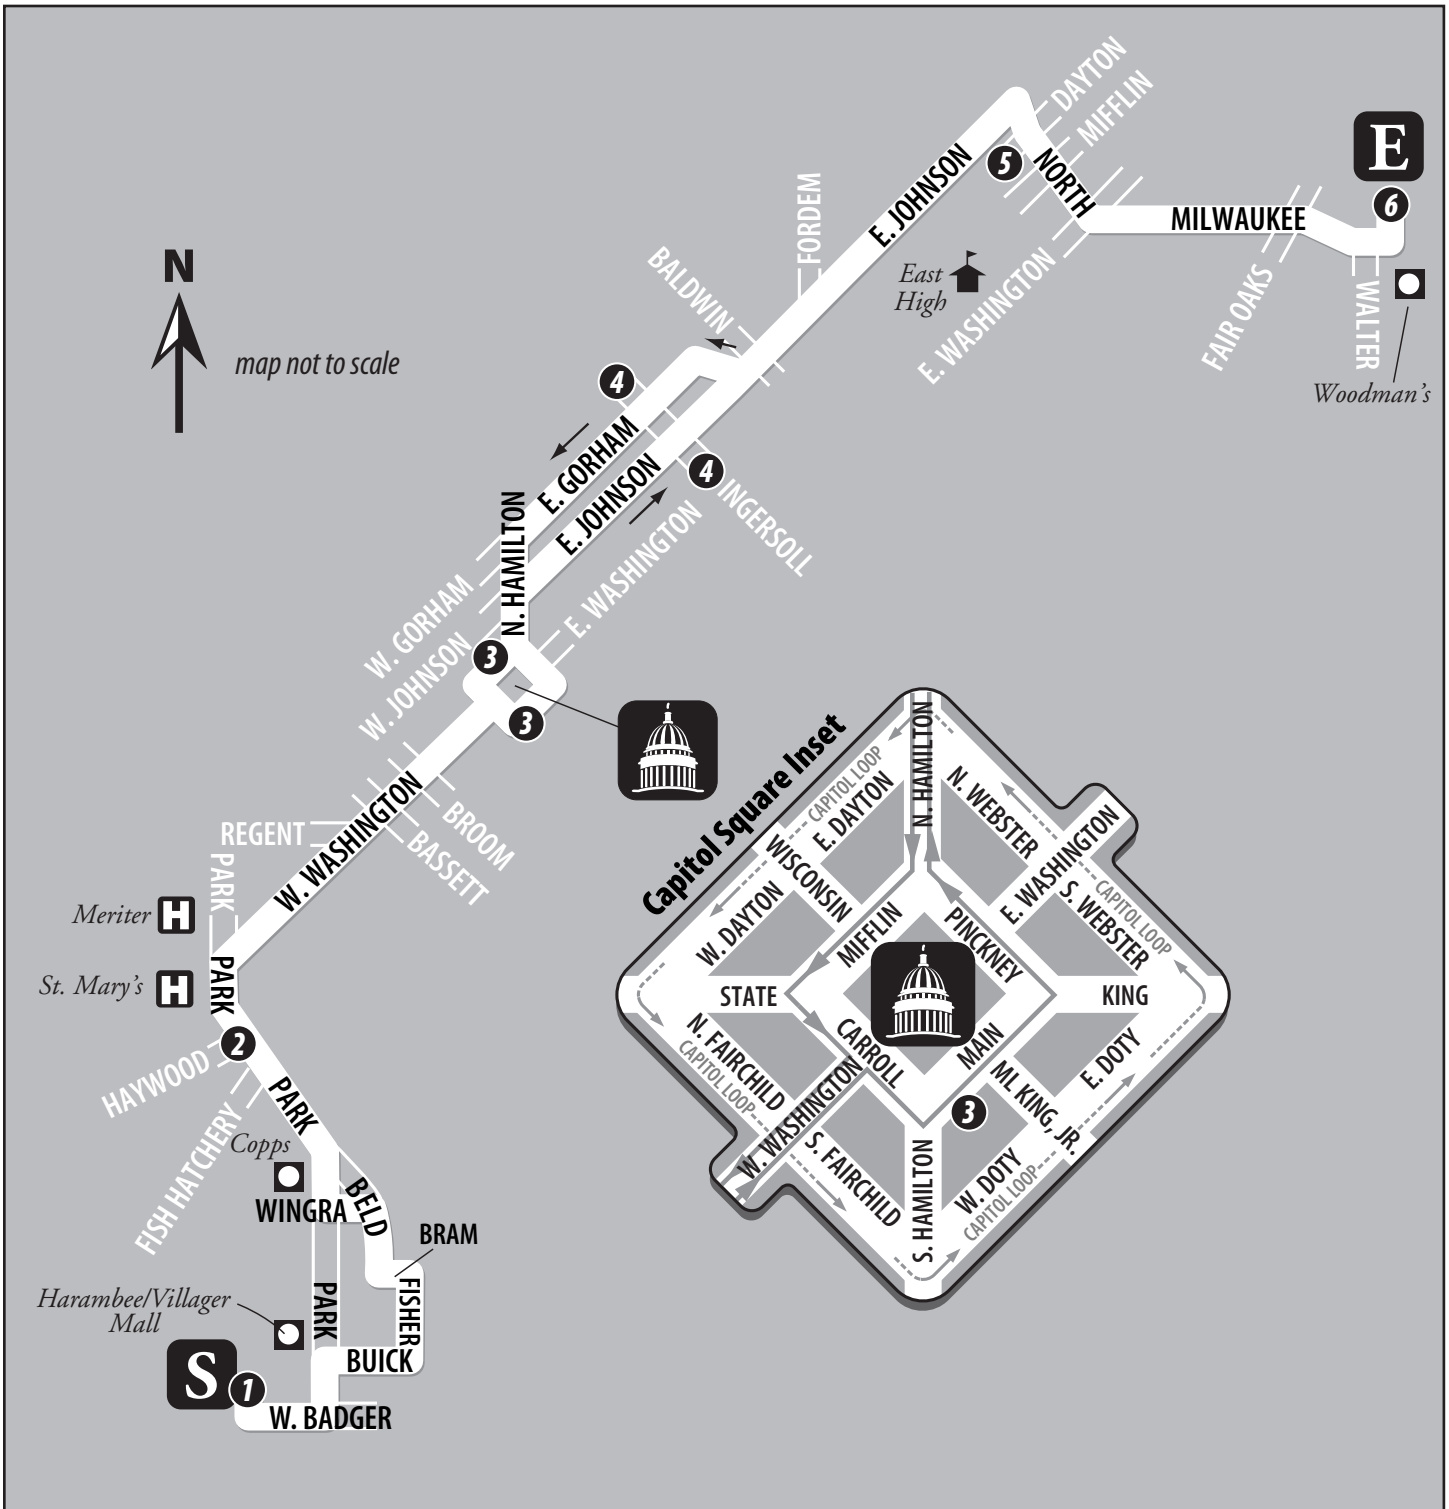 DAYTON
MIFFLIN
E
5
6
NORTH
E. JOHNSON
MILWAUKEE
FORDEM
BALDWIN
East
High
E. WASHINGTON
FAIR OAKS
WALTER
Woodman's
N
map not to scale
4
E. GORHAM
E. JOHNSON
4
INGERSOLL
N. HAMILTON
E. WASHINGTON
W. GORHAM
W. JOHNSON
3
3
W. WASHINGTON
BROOM
BASSETT
REGENT
PARK
Meriter
H
St. Mary's
H
PARK
2
HAYWOOD
PARK
FISH HATCHERY
Copps
WINGRA
BELD
BRAM
FISHER
PARK
Harambee/Villager
Mall
BUICK
S
1
W. BADGER
Capitol Square Inset
N. HAMILTON
CAPITOL LOOP
E. DAYTON
N. WEBSTER
WISCONSIN
E. WASHINGTON
S. WEBSTER
CAPITOL LOOP
W. DAYTON
MIFFLIN
PINCKNEY
STATE
KING
N. FAIRCHILD
CAPITOL LOOP
CARROLL
MAIN
E. DOTY
ML KING, JR.
W. WASHINGTON
3
S. FAIRCHILD
S. HAMILTON
W. DOTY
CAPITOL LOOP